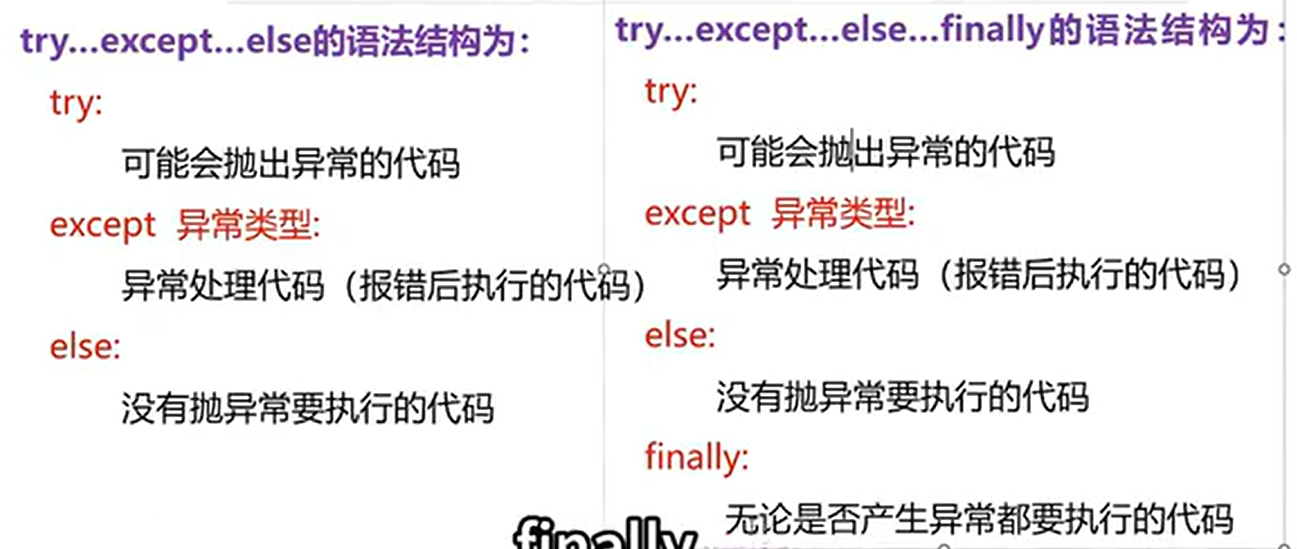 try...except...else的语法结构为：
try:
可能会抛出异常的代码
except 异常类型:
异常处理代码（报错后执行的代码）
else:
没有抛异常要执行的代码
try...except...else...finally的语法结构为：
try:
可能会抛出异常的代码
except 异常类型:
异常处理代码（报错后执行的代码）
else:
没有抛异常要执行的代码
finally:
无论是否产生异常都要执行的代码
finally